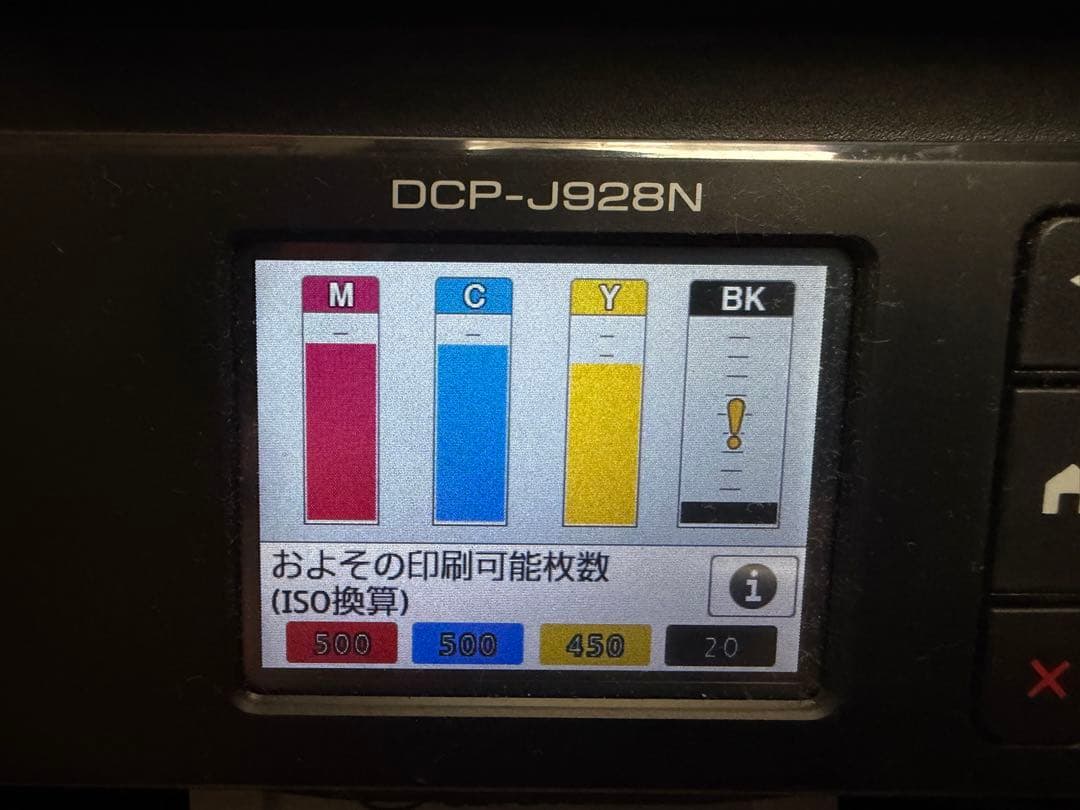 DCP-J928N
M C Y BK
!
およその印刷可能枚数
(ISO換算)
i
500 500 450 20